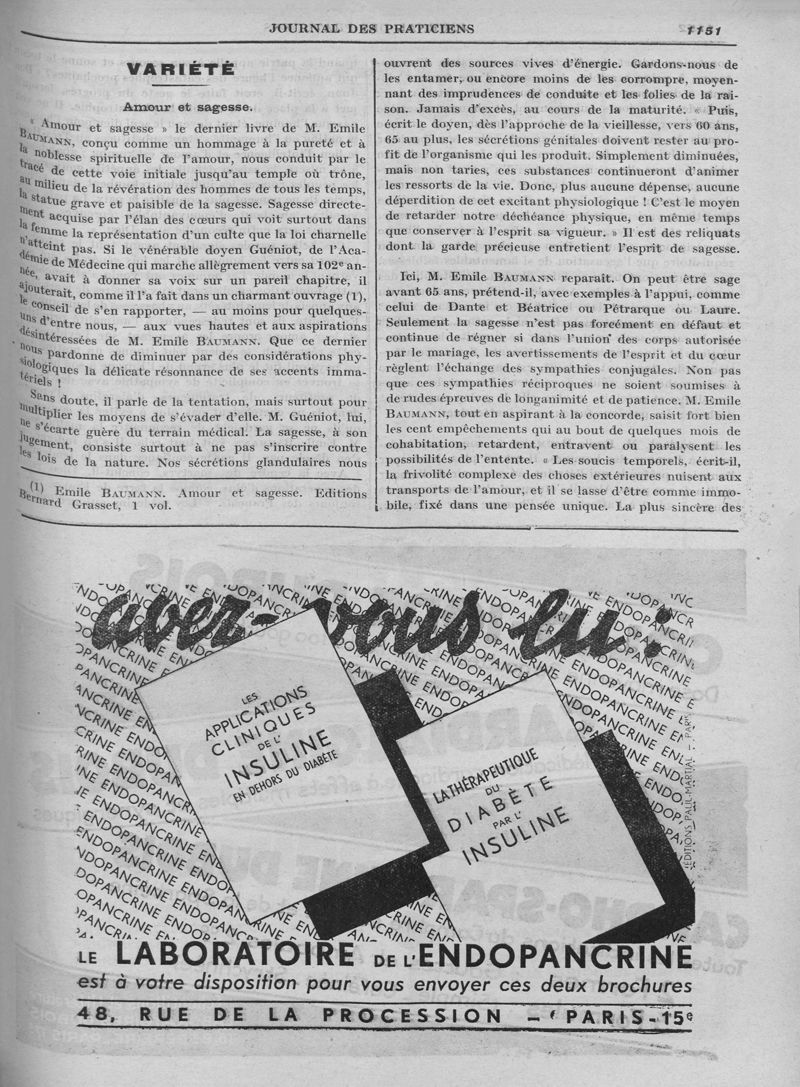 JOURNAL DES PRATICIENS
1151
VARIÉTÉ
Amour et sagesse.
« Amour et sagesse » le dernier livre de M. Emile
BAUMANN, conçu comme un hommage à la pureté et à
la noblesse spirituelle de l'amour, nous conduit par le
tracé de cette voie initiale jusqu'au temple où trône,
au milieu de la révération des hommes de tous les temps,
la statue grave et paisible de la sagesse. Sagesse directe-
ment acquise par l'élan des cœurs qui voit surtout dans
la femme la représentation d'un culte que la loi charnelle
n'atteint pas. Si le vénérable doyen Guéniot, de l'Aca-
démie de Médecine qui marche allègrement vers sa 102e an-
née, avait à donner sa voix sur un pareil chapitre, il
ajouterait, comme il l'a fait dans un charmant ouvrage (1),
le conseil de s'en rapporter, — au moins pour quelques-
uns d'entre nous, — aux vues hautes et aux aspirations
désintéressées de M. Emile BAUMANN. Que ce dernier
nous pardonne de diminuer par des considérations phy-
siologiques la délicate résonnance de ses accents imma-
tériels !
Sans doute, il parle de la tentation, mais surtout pour
multiplier les moyens de s'évader d'elle. M. Guéniot, lui,
ne s'écarte guère du terrain médical. La sagesse, à son
jugement, consiste surtout à ne pas s'inscrire contre
les lois de la nature. Nos sécrétions glandulaires nous
(1) Emile BAUMANN. Amour et sagesse. Editions
Bernard Grasset, 1 vol.
ouvrent des sources vives d'énergie. Gardons-nous de
les entamer, ou encore moins de les corrompre, moyen-
nant des imprudences de conduite et les folies de la rai-
son. Jamais d'excès, au cours de la maturité. « Puis,
écrit le doyen, dès l'approche de la vieillesse, vers 60 ans,
65 au plus, les sécrétions génitales doivent rester au pro-
fit de l'organisme qui les produit. Simplement diminuées,
mais non taries, ces substances continueront d'animer
les ressorts de la vie. Donc, plus aucune dépense, aucune
déperdition de cet excitant physiologique ! C'est le moyen
de retarder notre déchéance physique, en même temps
que conserver à l'esprit sa vigueur. » Il est des reliquats
dont la garde précieuse entretient l'esprit de sagesse.
Ici, M. Emile BAUMANN reparaît. On peut être sage
avant 65 ans, prétend-il, avec exemples à l'appui, comme
celui de Dante et Béatrice ou Pétrarque ou Laure.
Seulement la sagesse n'est pas forcément en défaut et
continue de régner si dans l'union des corps autorisée
par le mariage, les avertissements de l'esprit et du cœur
règlent l'échange des sympathies conjugales. Non pas
que ces sympathies réciproques ne soient soumises à
de rudes épreuves de longanimité et de patience. M. Emile
BAUMANN, tout en aspirant à la concorde, saisit fort bien
les cent empêchements qui au bout de quelques mois de
cohabitation, retardent, entravent ou paralysent les
possibilités de l'entente. « Les soucis temporels, écrit-il,
la frivolité complexe des choses extérieures nuisent aux
transports de l'amour, et il se lasse d'être comme immo-
bile, fixé dans une pensée unique. La plus sincère des
avez-vous lu :
LES
APPLICATIONS
CLINIQUES
DE L'
INSULINE
EN DEHORS DU DIABÈTE
LA THÉRAPEUTIQUE
DU
DIABÈTE
PAR L'
INSULINE
ENDOPANCRINE
EDITIONS PAUL-MARTIAL - PARIS
LE LABORATOIRE DE L'ENDOPANCRINE
est à votre disposition pour vous envoyer ces deux brochures
48, RUE DE LA PROCESSION — PARIS-15e